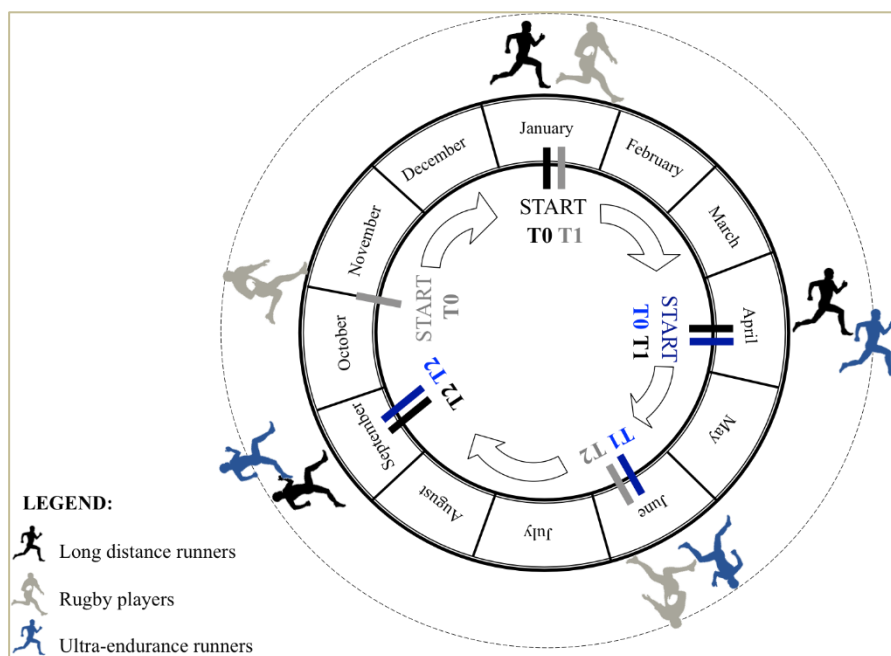 January
February
March
April
May
June
July
August
September
October
November
December
START
T0 T1
START
T0 T1
T1 T2
T2 T2
START
T0
LEGEND:
Long distance runners
Rugby players
Ultra-endurance runners